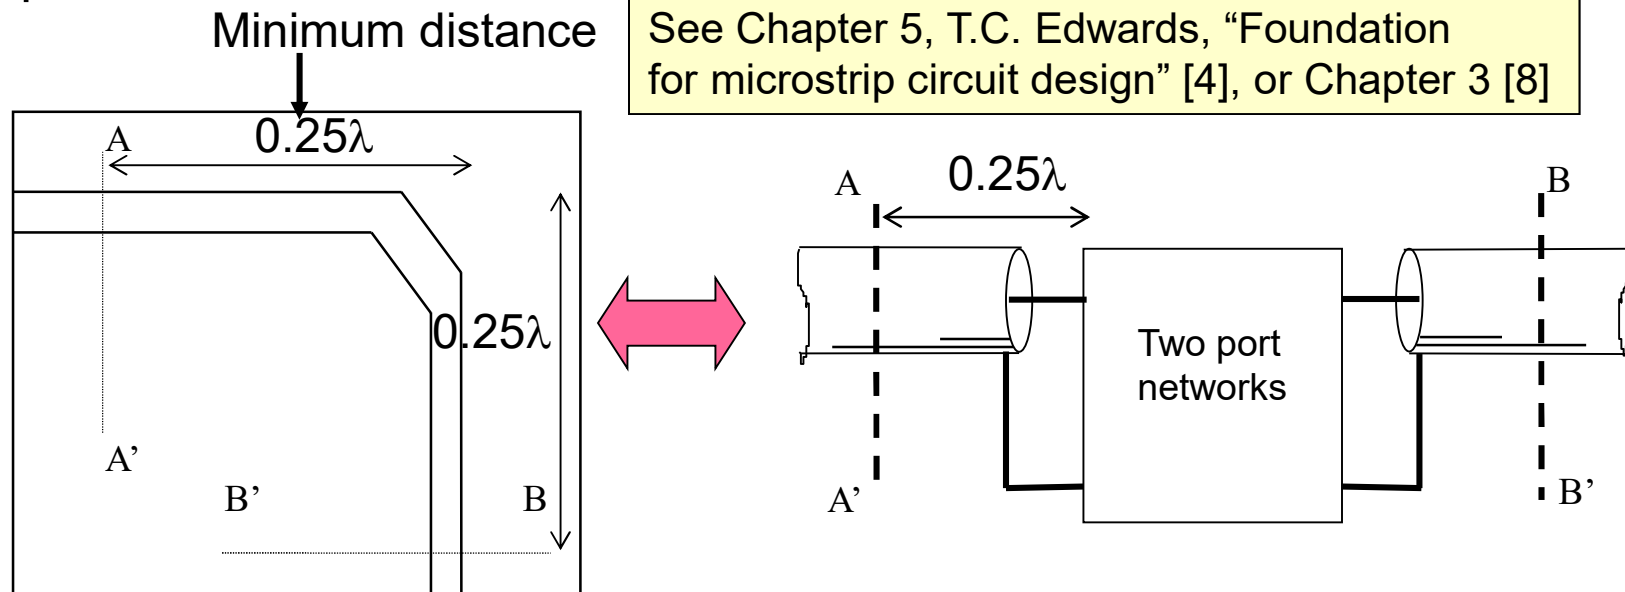 Minimum distance
See Chapter 5, T.C. Edwards, “Foundation
for microstrip circuit design” [4], or Chapter 3 [8]
A
0.25λ
0.25λ
A’
B’
B
A
0.25λ
B
Two port
networks
A’
B’